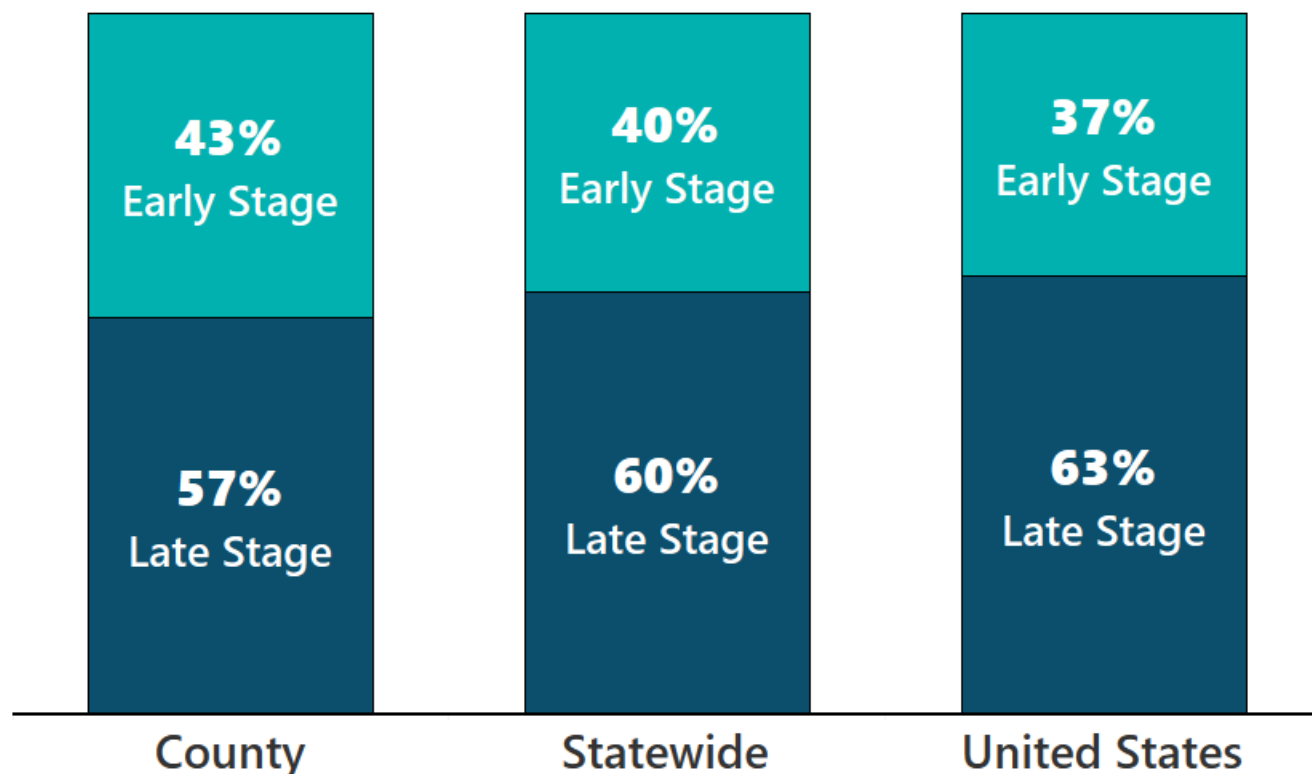 43%
Early Stage
40%
Early Stage
37%
Early Stage
57%
Late Stage
60%
Late Stage
63%
Late Stage
County
Statewide
United States